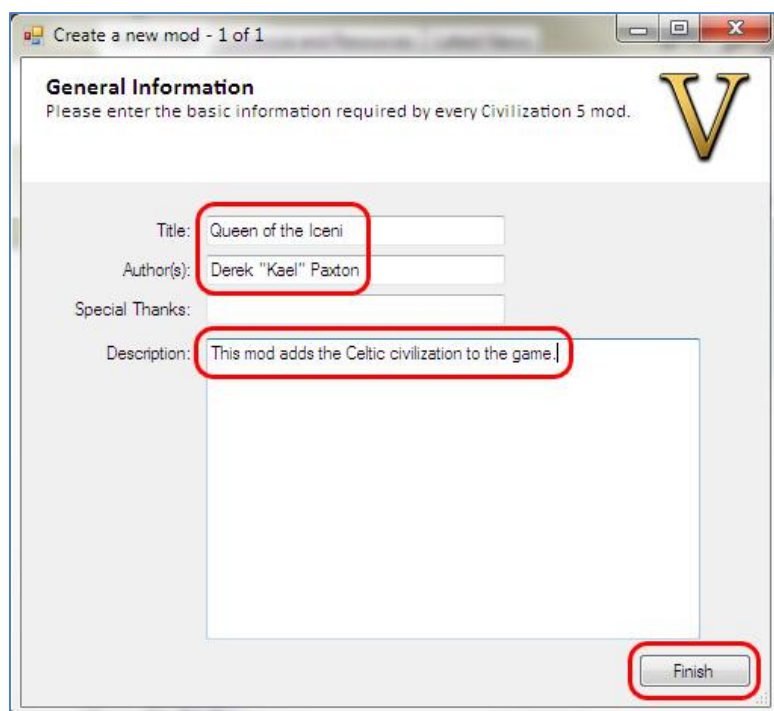 Create a new mod - 1 of 1
General Information
Please enter the basic information required by every Civilization 5 mod.
V
Title: Queen of the Iceni
Author(s): Derek "Kael" Paxton
Special Thanks:
Description: This mod adds the Celtic civilization to the game.
Finish